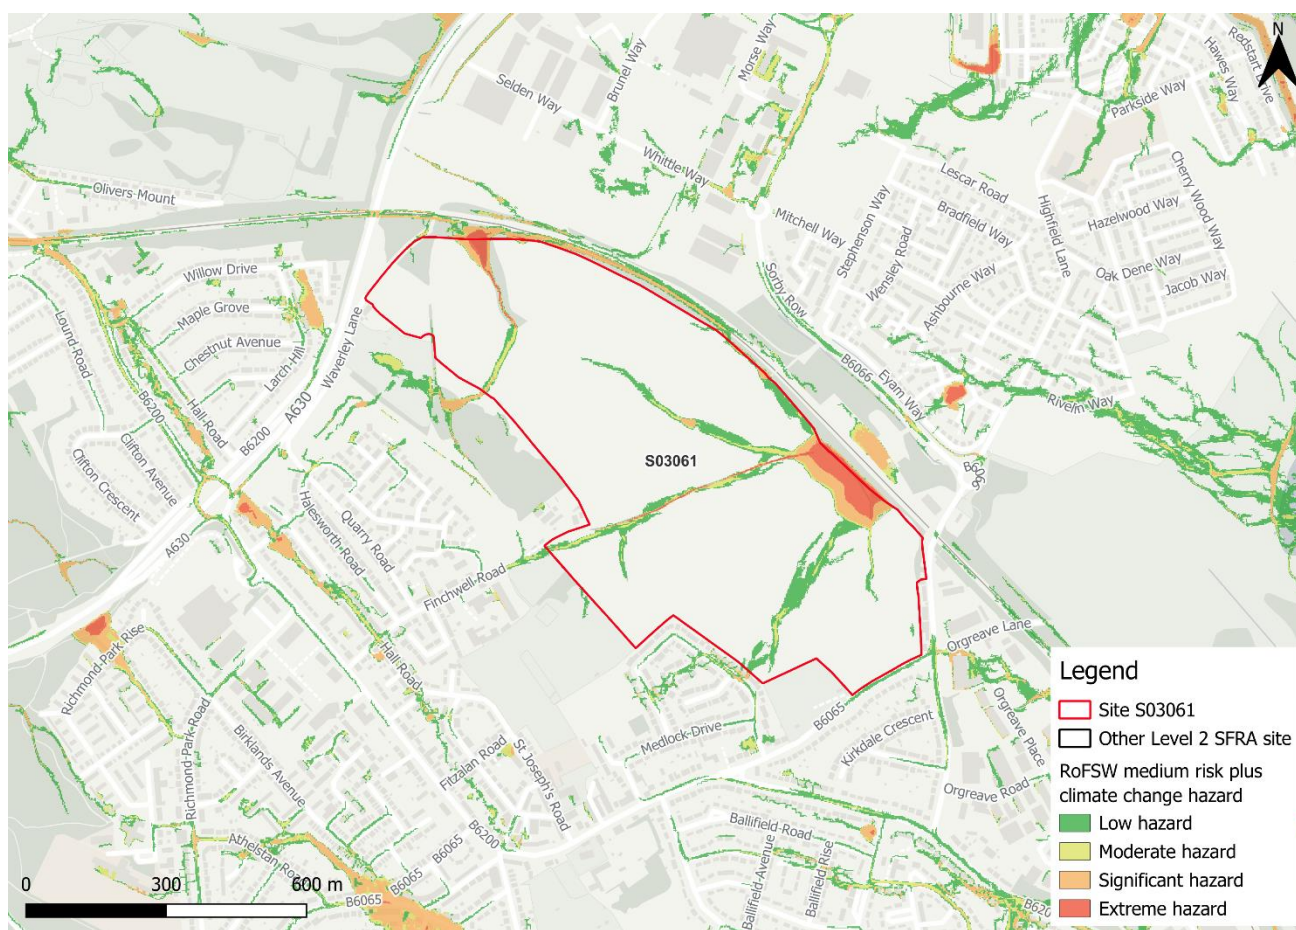 N
Redstart Drive
Hawes Way
Parkside Way
Morse Way
Brunel Way
Selden Way
Whittle Way
Lescar Road
Cherry Wood Way
Olivers Mount
Bradfield Way
Highfield Lane
Hazelwood Way
Mitchell Way
Stephenson Way
Wensley Road
Willow Drive
Oak Dene Way
Ashbourne Way
Jacob Way
Sorby Row
Maple Grove
Lound Road
Chestnut Avenue
Waverley Lane
Larch-Hill
A630
B6066
Evam Way
Rivelin Way
B6200
Hall-Road
B6200
Clifton Avenue
Clifton Crescent
S03061
B6066
Halesworth-Road
Quarry Road
A630
Finchwell-Road
Richmond-Park Rise
Hall-Road
Orgreave Lane
Richmond-Park-Road
Birklands Avenue
Fitzalan Road
St Joseph's Road
Medlock-Drive
B6065
Kirkdale Crescent
Orgreave Place
Orgreave Road
Athelstan Road
B6065
B6065
B6200
Ballifield-Road
Ballifield-Avenue
Ballifield Rise
B620
Legend
Site S03061
Other Level 2 SFRA site
RoFSW medium risk plus
climate change hazard
Low hazard
Moderate hazard
Significant hazard
Extreme hazard
0 300 600 m